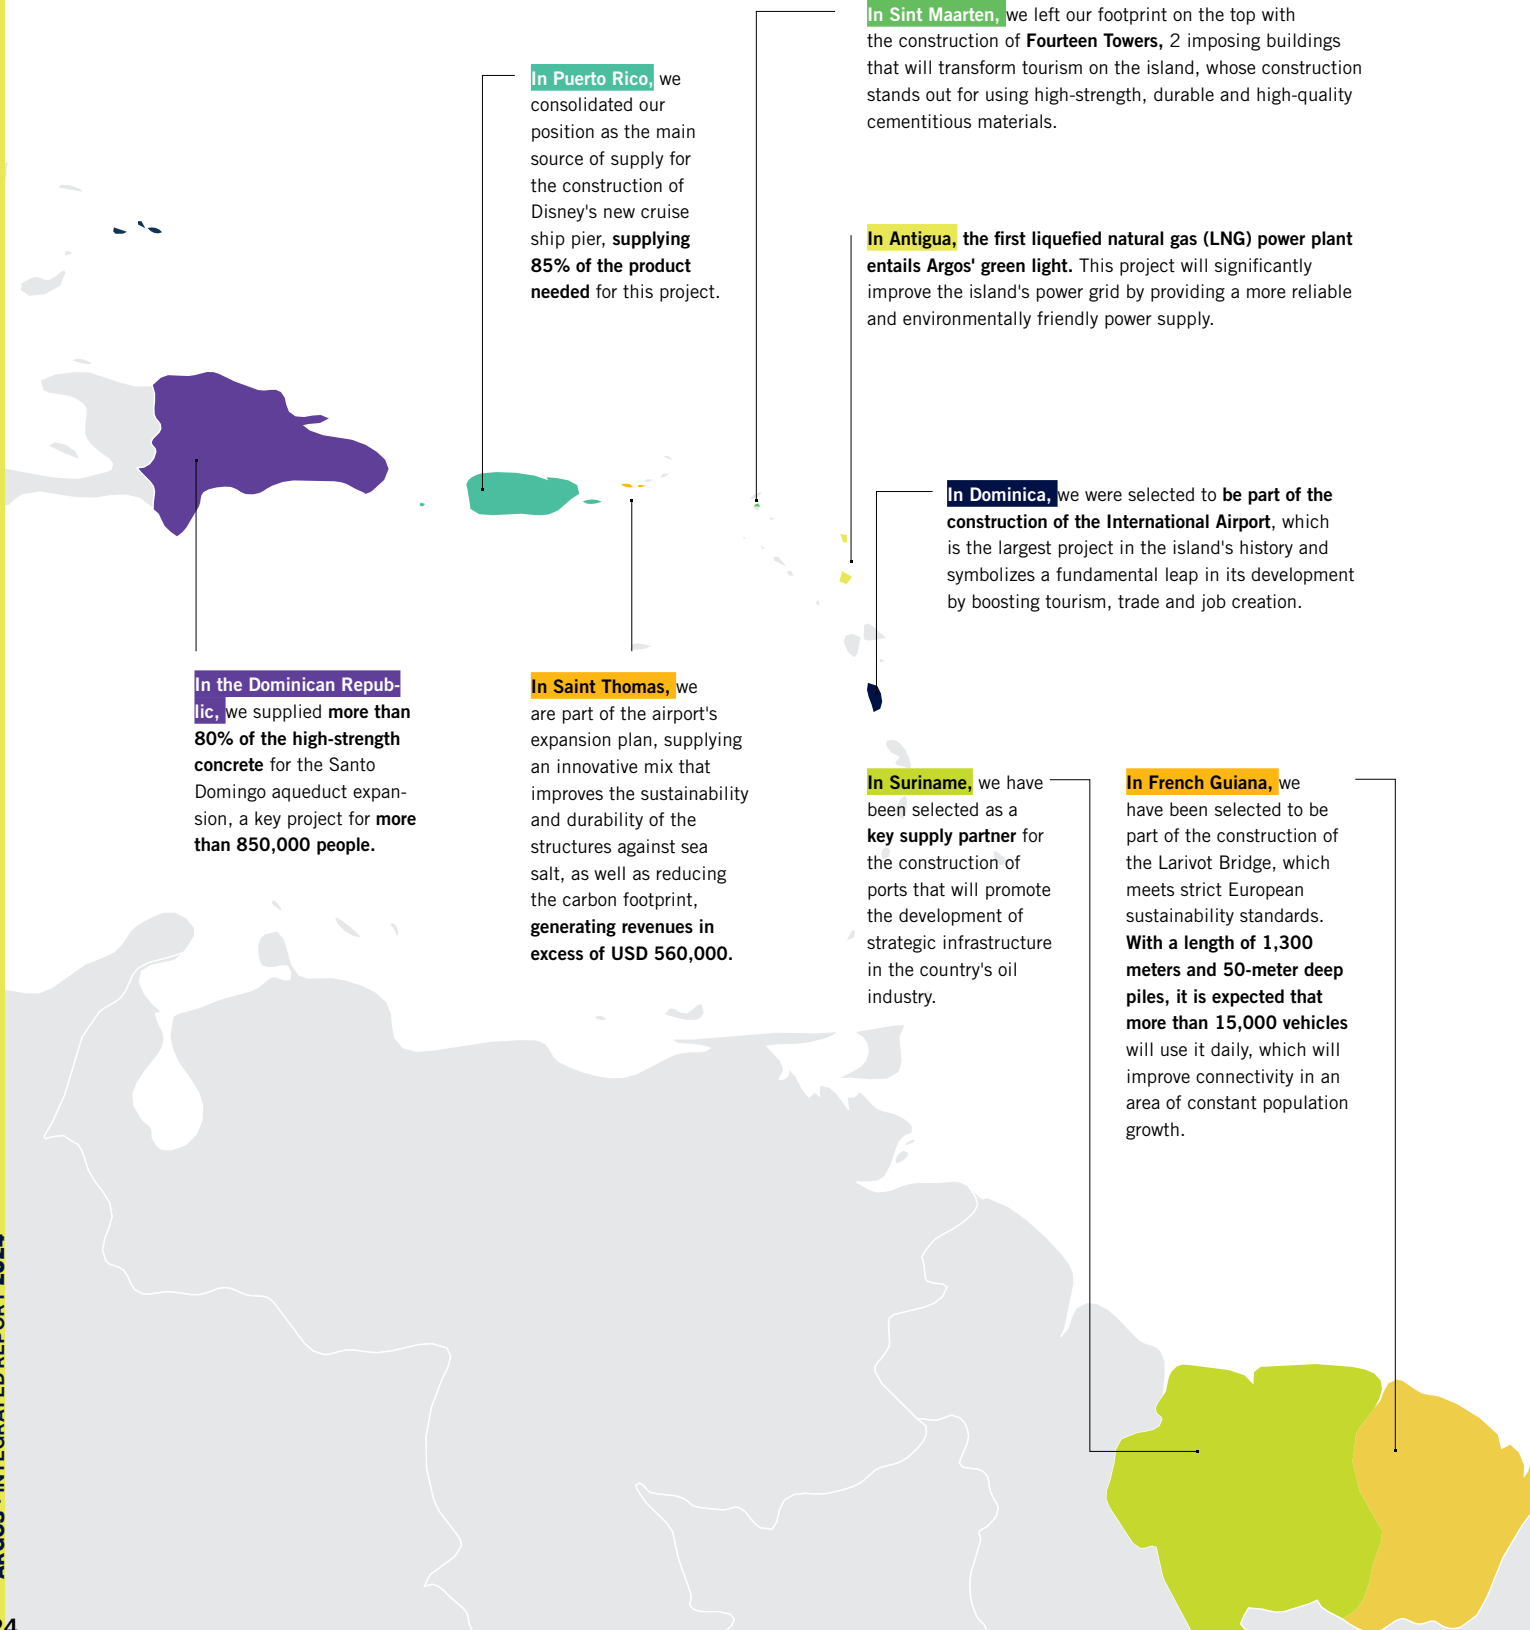 In Sint Maarten, we left our footprint on the top with
the construction of Fourteen Towers, 2 imposing buildings
that will transform tourism on the island, whose construction
stands out for using high-strength, durable and high-quality
cementitious materials.
In Puerto Rico, we
consolidated our
position as the main
source of supply for
the construction of
Disney's new cruise
ship pier, supplying
85% of the product
needed for this project.
In Antigua, the first liquefied natural gas (LNG) power plant
entails Argos' green light. This project will significantly
improve the island's power grid by providing a more reliable
and environmentally friendly power supply.
In Dominica, we were selected to be part of the
construction of the International Airport, which
is the largest project in the island's history and
symbolizes a fundamental leap in its development
by boosting tourism, trade and job creation.
In the Dominican Repub-
lic, we supplied more than
80% of the high-strength
concrete for the Santo
Domingo aqueduct expan-
sion, a key project for more
than 850,000 people.
In Saint Thomas, we
are part of the airport's
expansion plan, supplying
an innovative mix that
improves the sustainability
and durability of the
structures against sea
salt, as well as reducing
the carbon footprint,
generating revenues in
excess of USD 560,000.
In Suriname, we have
been selected as a
key supply partner for
the construction of
ports that will promote
the development of
strategic infrastructure
in the country's oil
industry.
In French Guiana, we
have been selected to be
part of the construction of
the Larivot Bridge, which
meets strict European
sustainability standards.
With a length of 1,300
meters and 50-meter deep
piles, it is expected that
more than 15,000 vehicles
will use it daily, which will
improve connectivity in an
area of constant population
growth.
ARGOS · INTEGRATED REPORT 2024